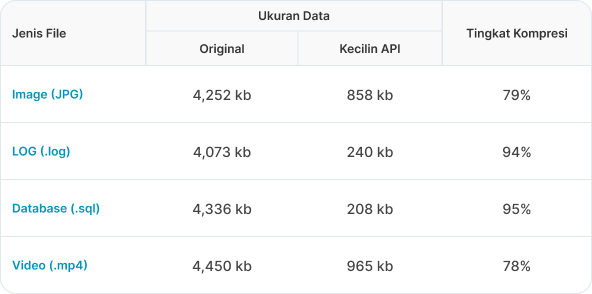 Jenis File
Ukuran Data
Tingkat Kompresi
Original
Kecilin API
Image (JPG)
4,252 kb
858 kb
79%
LOG (.log)
4,073 kb
240 kb
94%
Database (.sql)
4,336 kb
208 kb
95%
Video (.mp4)
4,450 kb
965 kb
78%